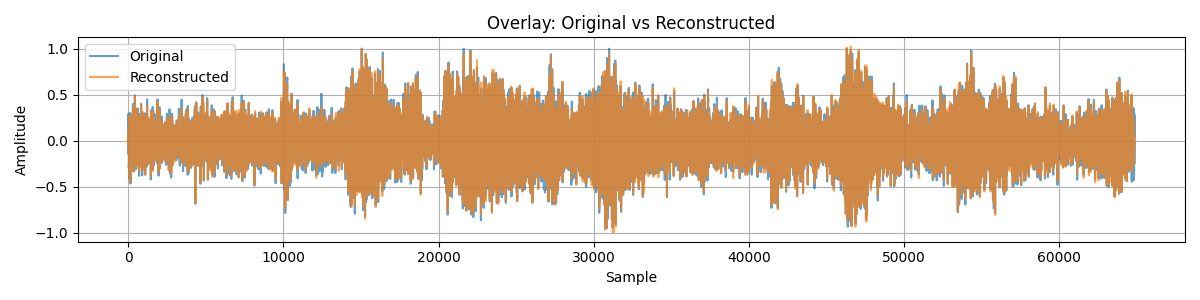 Overlay: Original vs Reconstructed
Original
Reconstructed
1.0
0.5
0.0
−0.5
−1.0
Amplitude
0 10000 20000 30000 40000 50000 60000
Sample